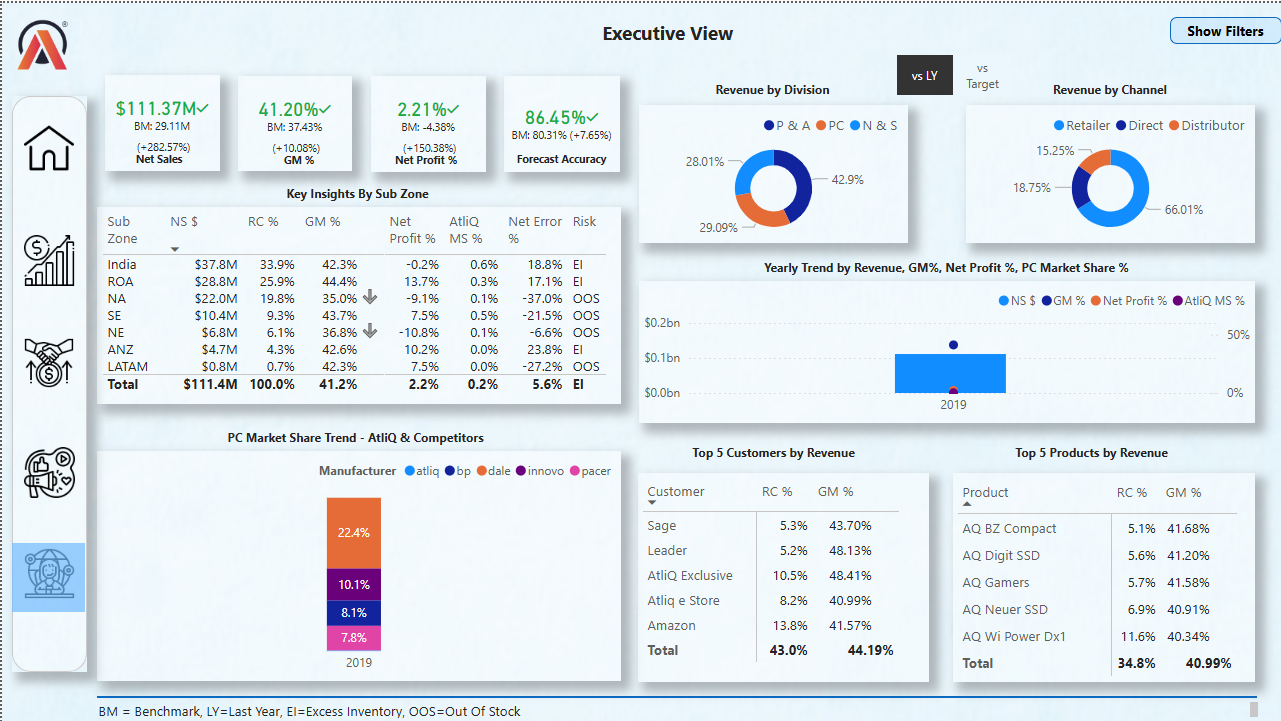 Executive View
Show Filters
$111.37M✓
BM: 29.11M
(+282.57%)
Net Sales
41.20%✓
BM: 37.43%
(+10.08%)
GM %
2.21%✓
BM: -4.38%
(+150.38%)
Net Profit %
86.45%✓
BM: 80.31% (+7.65%)
Forecast Accuracy
vs LY
vs
Target
Revenue by Division
P & A PC N & S
28.01%
42.9%
29.09%
Revenue by Channel
Retailer Direct Distributor
15.25%
18.75%
66.01%
Key Insights By Sub Zone
Sub Zone NS $ RC % GM % Net Profit % AtliQ MS % Net Error % Risk
India $37.8M 33.9% 42.3% -0.2% 0.6% 18.8% EI
ROA $28.8M 25.9% 44.4% 13.7% 0.3% 17.1% EI
NA $22.0M 19.8% 35.0% -9.1% 0.1% -37.0% OOS
SE $10.4M 9.3% 43.7% 7.5% 0.5% -21.5% OOS
NE $6.8M 6.1% 36.8% -10.8% 0.1% -6.6% OOS
ANZ $4.7M 4.3% 42.6% 10.2% 0.0% 23.8% EI
LATAM $0.8M 0.7% 42.3% 7.5% 0.0% -27.2% OOS
Total $111.4M 100.0% 41.2% 2.2% 0.2% 5.6% EI
Yearly Trend by Revenue, GM%, Net Profit %, PC Market Share %
NS $ GM % Net Profit % AtliQ MS %
$0.2bn
$0.1bn
$0.0bn
50%
0%
2019
PC Market Share Trend - AtliQ & Competitors
Manufacturer atliq bp dale innovo pacer
22.4%
10.1%
8.1%
7.8%
2019
Top 5 Customers by Revenue
Customer RC % GM %
Sage 5.3% 43.70%
Leader 5.2% 48.13%
AtliQ Exclusive 10.5% 48.41%
Atliq e Store 8.2% 40.99%
Amazon 13.8% 41.57%
Total 43.0% 44.19%
Top 5 Products by Revenue
Product RC % GM %
AQ BZ Compact 5.1% 41.68%
AQ Digit SSD 5.6% 41.20%
AQ Gamers 5.7% 41.58%
AQ Neuer SSD 6.9% 40.91%
AQ Wi Power Dx1 11.6% 40.34%
Total 34.8% 40.99%
BM = Benchmark, LY=Last Year, EI=Excess Inventory, OOS=Out Of Stock